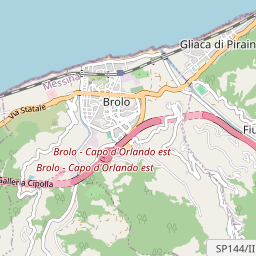 Gliaca di Pirain
Messina
Via Statale
Brolo
Fiu
Brolo - Capo d'Orlando est
Brolo - Capo d'Orlando est
Galleria Cipolla
SP144/II